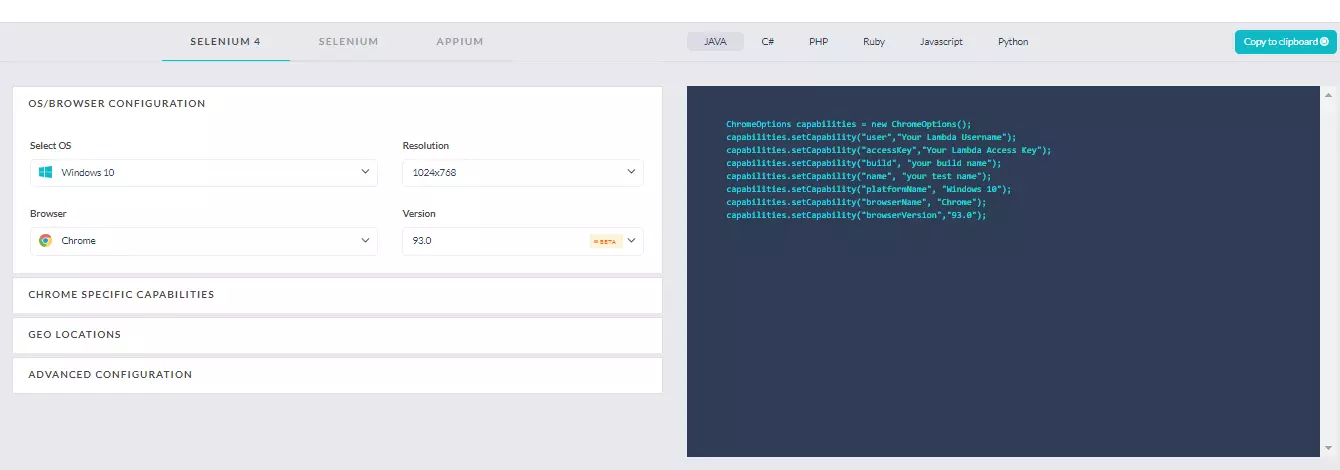 SELENIUM 4 SELENIUM APPIUM
JAVA C# PHP Ruby Javascript Python Copy to clipboard
OS/BROWSER CONFIGURATION
Select OS Resolution
Windows 10 1024x768
Browser Version
Chrome 93.0 BETA
CHROME SPECIFIC CAPABILITIES
GEO LOCATIONS
ADVANCED CONFIGURATION
ChromeOptions capabilities = new ChromeOptions();
capabilities.setCapability("user","Your Lambda Username");
capabilities.setCapability("accessKey","Your Lambda Access Key");
capabilities.setCapability("build", "your build name");
capabilities.setCapability("name", "your test name");
capabilities.setCapability("platformName", "Windows 10");
capabilities.setCapability("browserName", "Chrome");
capabilities.setCapability("browserVersion","93.0");